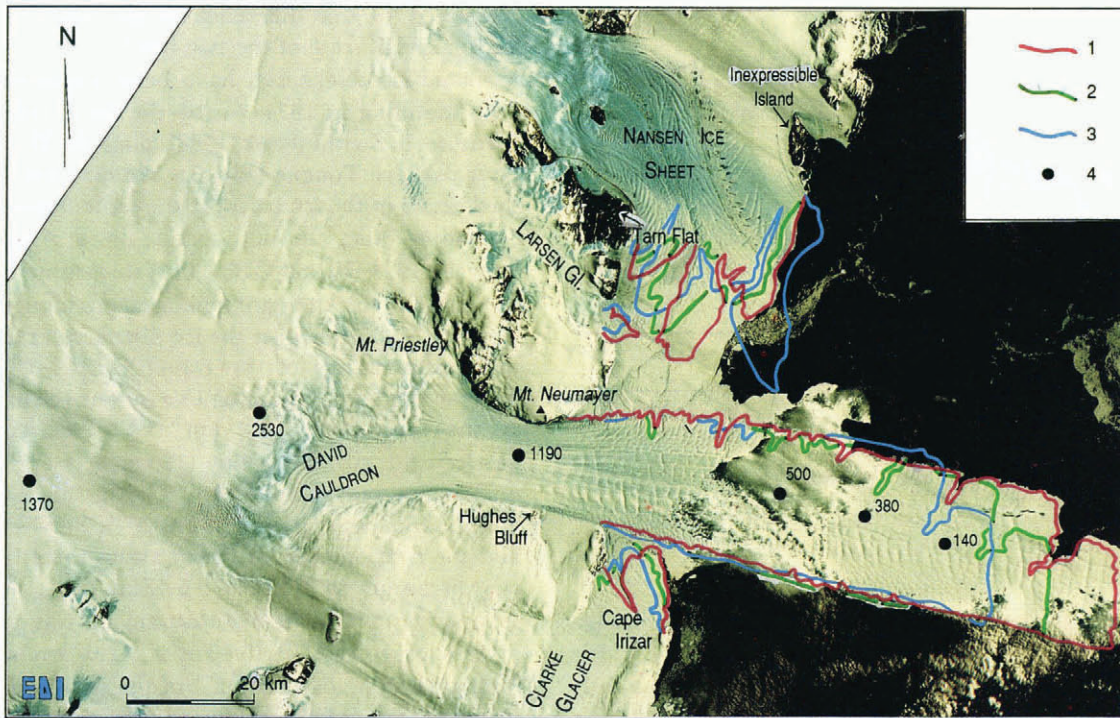 N
1
2
3
4
Inexpressible
Island
NANSEN ICE
SHEET
Tarn Flat
LARSEN Gl.
Mt. Priestley
Mt. Neumayer
2530
1190
DAVID
CAULDRON
500
1370
380
140
Hughes
Bluff
Cape
Irizar
CLARKE
GLACIER
0 20 km